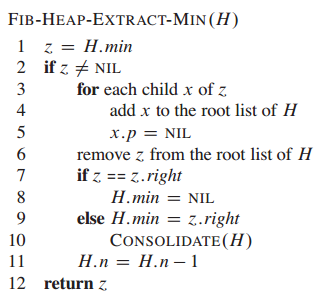 FIB-HEAP-EXTRACT-MIN(H)
1 z = H.min
2 if z ≠ NIL
3 for each child x of z
4 add x to the root list of H
5 x.p = NIL
6 remove z from the root list of H
7 if z == z.right
8 H.min = NIL
9 else H.min = z.right
10 CONSOLIDATE(H)
11 H.n = H.n − 1
12 return z